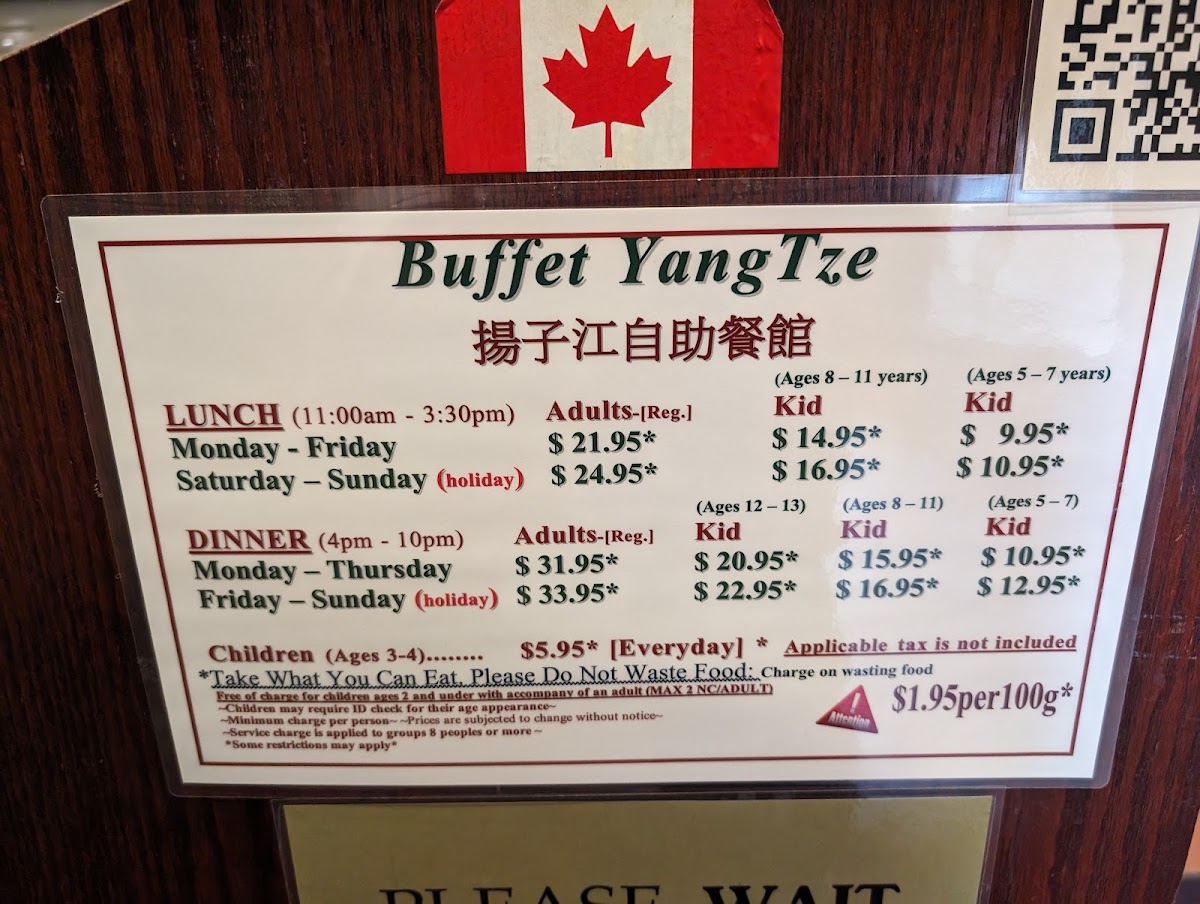 Buffet YangTze
揚子江自助餐館
(Ages 8 – 11 years) (Ages 5 – 7 years)
LUNCH (11:00am - 3:30pm) Adults-[Reg.] Kid Kid
Monday - Friday $ 21.95* $ 14.95* $ 9.95*
Saturday – Sunday (holiday) $ 24.95* $ 16.95* $ 10.95*
(Ages 12 – 13) (Ages 8 – 11) (Ages 5 – 7)
DINNER (4pm - 10pm) Adults-[Reg.] Kid Kid Kid
Monday – Thursday $ 31.95* $ 20.95* $ 15.95* $ 10.95*
Friday – Sunday (holiday) $ 33.95* $ 22.95* $ 16.95* $ 12.95*
Children (Ages 3-4)........ $5.95* [Everyday] * Applicable tax is not included
*Take What You Can Eat. Please Do Not Waste Food: Charge on wasting food
Free of charge for children ages 2 and under with accompany of an adult (MAX 2 NC/ADULT)
~Children may require ID check for their age appearance~
~Minimum charge per person~ ~Prices are subjected to change without notice~
~Service charge is applied to groups 8 peoples or more ~
*Some restrictions may apply*
! Attention $1.95per100g*
PLEASE WAIT